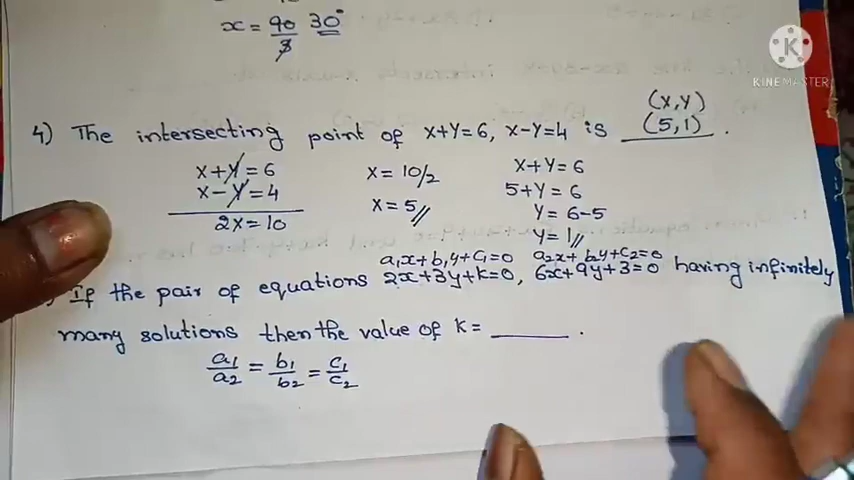 x = 90/3 30°
KINEMASTER
4) The intersecting point of x+y=6, x-y=4 is (x,y) (5,1).
x+y=6 x=10/2 x+y=6
x-y=4 x=5 5+y=6
2x=10 y=6-5
y=1
a₁x+b₁y+c₁=0 a₂x+b₂y+c₂=0
If the pair of equations 2x+3y+k=0, 6x+9y+3=0 having infinitely
many solutions then the value of k= ______.
a₁/a₂ = b₁/b₂ = c₁/c₂